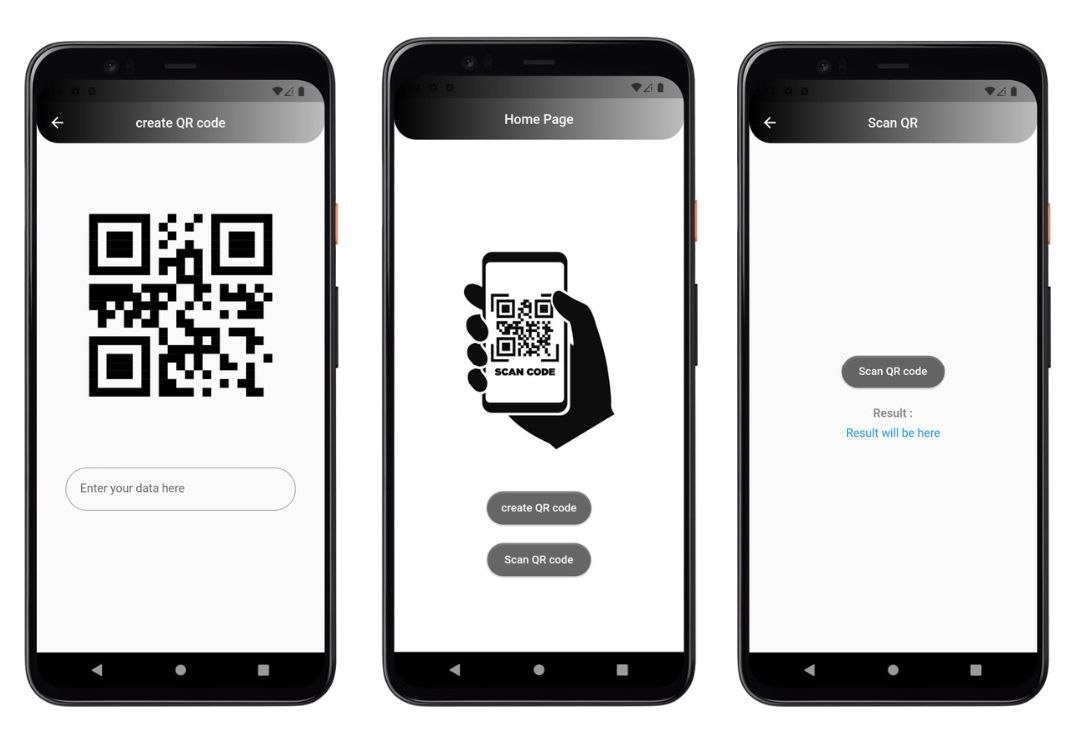 create QR code
Enter your data here
Home Page
SCAN CODE
create QR code
Scan QR code
Scan QR
Scan QR code
Result :
Result will be here